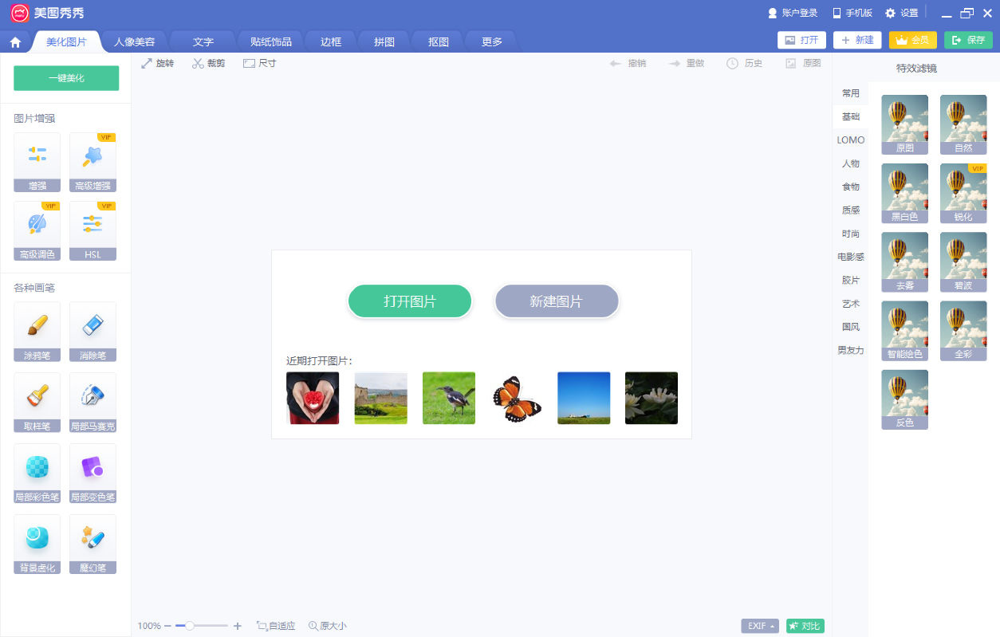 美图秀秀
账户登录 手机版 设置
美化图片 人像美容 文字 贴纸饰品 边框 拼图 抠图 更多
打开 新建 会员 保存
一键美化
旋转 裁剪 尺寸
撤销 重做 历史 原图
特效滤镜
图片增强
增强
VIP
高级增强
VIP
高级调色
VIP
HSL
各种画笔
涂鸦笔
消除笔
取样笔
局部马赛克
局部彩色笔
局部变色笔
背景虚化
魔幻笔
打开图片
新建图片
近期打开图片:
常用
基础
LOMO
人物
食物
质感
时尚
电影感
胶片
艺术
国风
男友力
原图
自然
黑白色
VIP
锐化
去雾
碧波
智能绘色
全彩
反色
100%
自适应
原大小
EXIF
对比